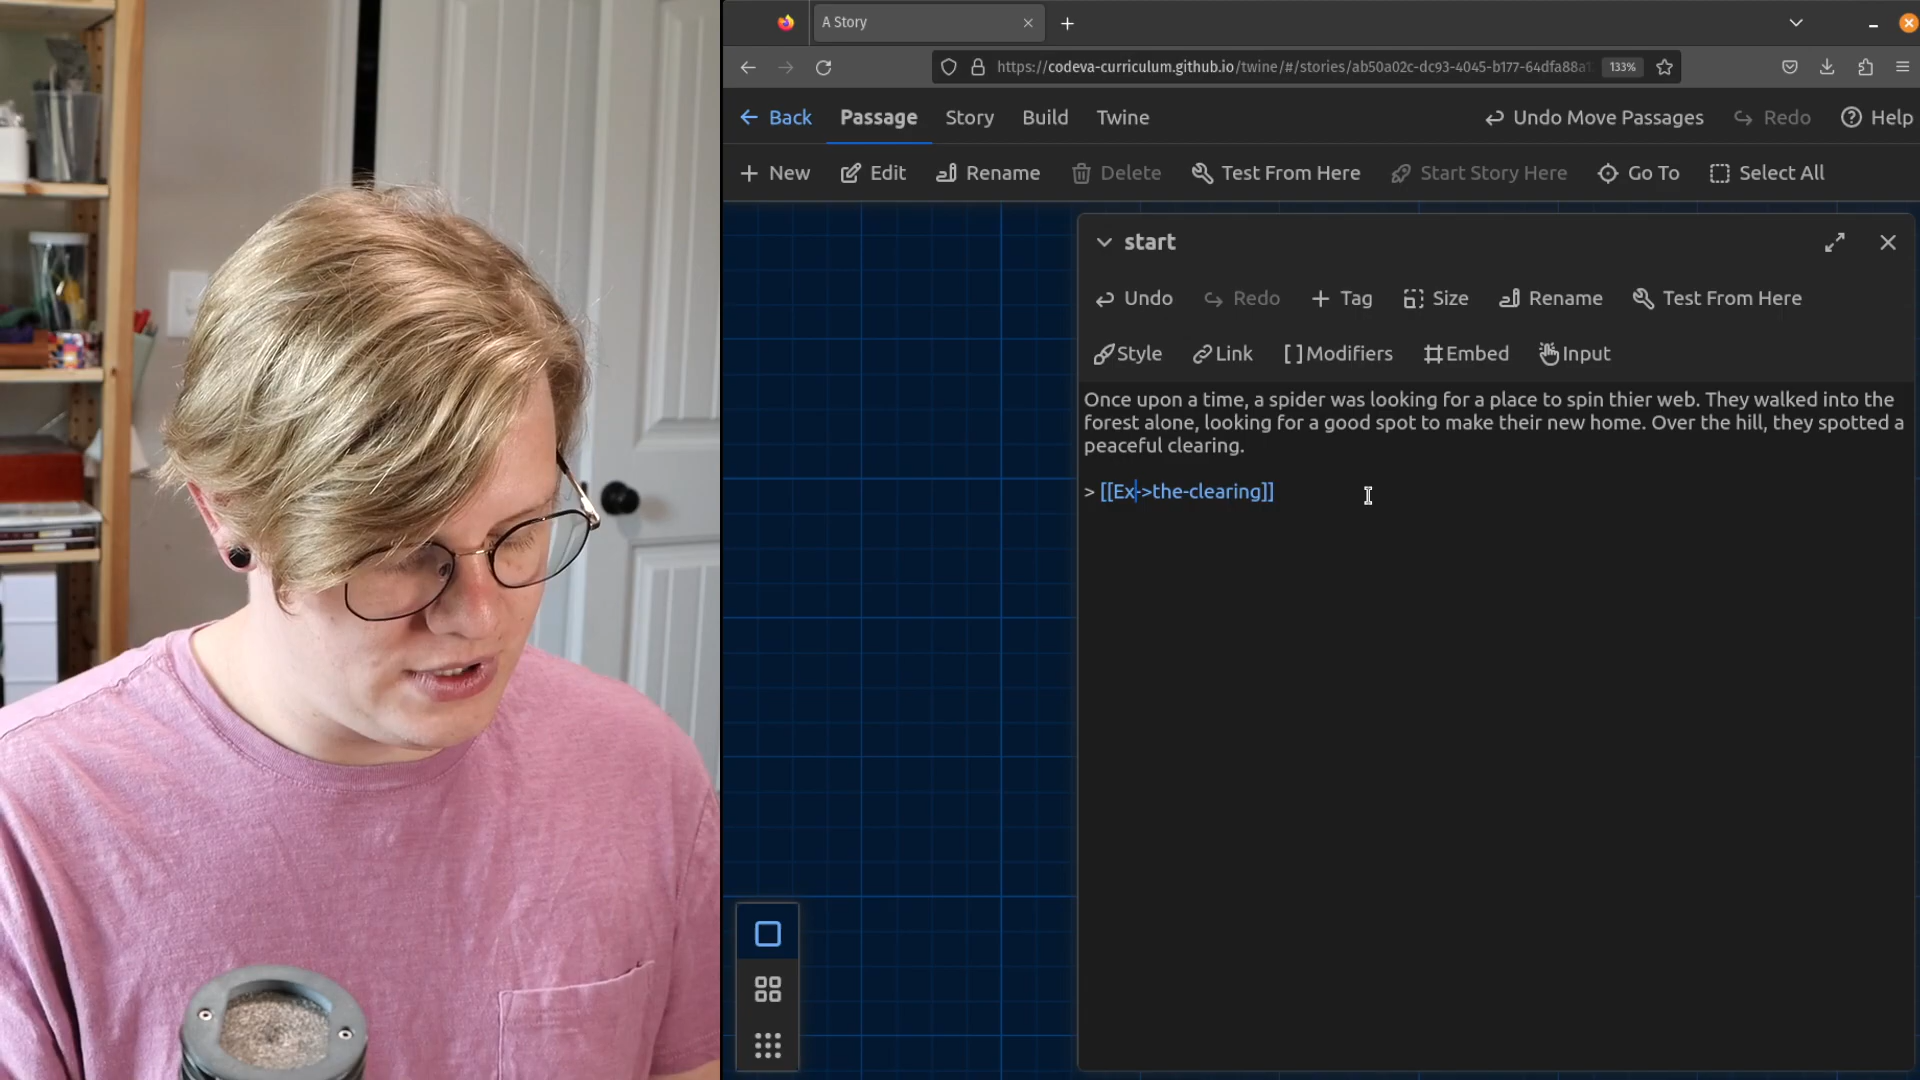 A Story
https://codeva-curriculum.github.io/twine/#/stories/ab50a02c-dc93-4045-b177-64dfa88a1
133%
Back Passage Story Build Twine Undo Move Passages Redo Help
New Edit Rename Delete Test From Here Start Story Here Go To Select All
start
Undo Redo Tag Size Rename Test From Here
Style Link [ ]Modifiers Embed Input
Once upon a time, a spider was looking for a place to spin thier web. They walked into the
forest alone, looking for a good spot to make their new home. Over the hill, they spotted a
peaceful clearing.
> [[Ex->the-clearing]]